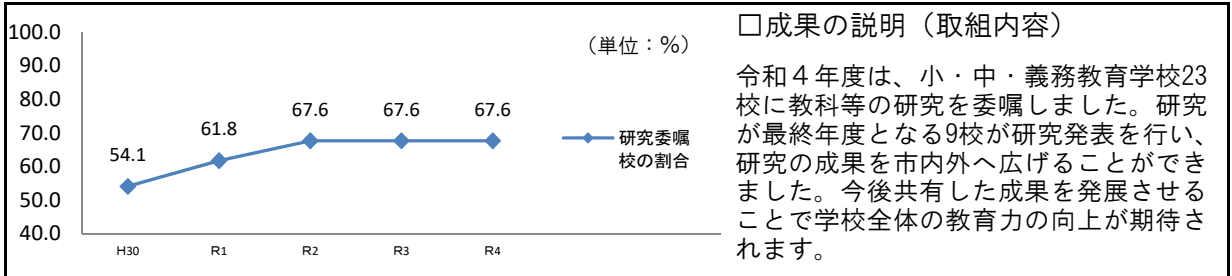 100.0
90.0
80.0
70.0
60.0
50.0
40.0
(単位:%)
54.1
61.8
67.6
67.6
67.6
H30
R1
R2
R3
R4
研究委嘱
校の割合
□成果の説明(取組内容)
令和4年度は、小・中・義務教育学校23
校に教科等の研究を委嘱しました。研究
が最終年度となる9校が研究発表を行い、
研究の成果を市内外へ広げることができ
ました。今後共有した成果を発展させる
ことで学校全体の教育力の向上が期待さ
れます。